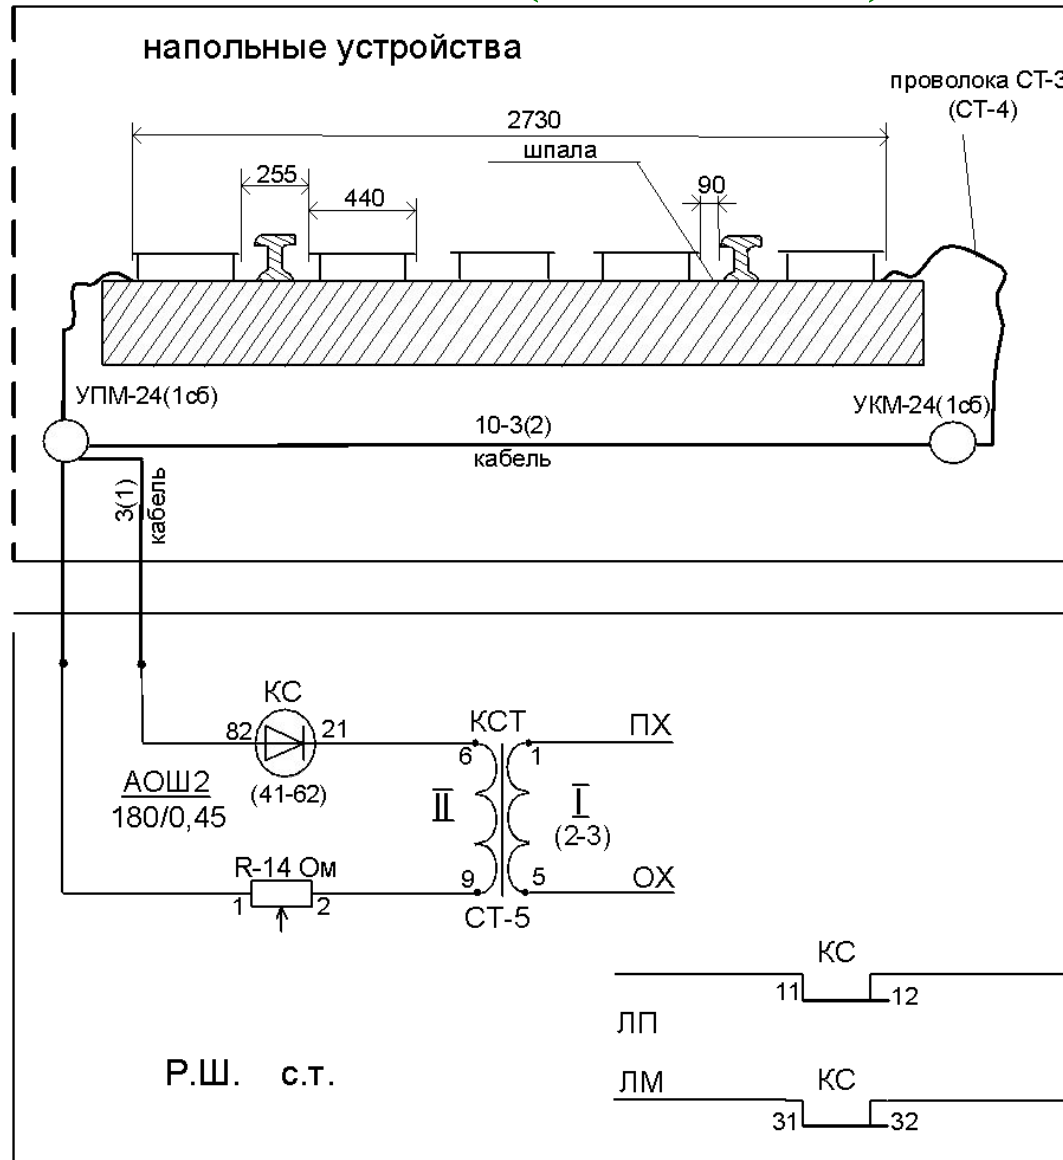 напольные устройства
проволока СТ-3
(СТ-4)
2730
шпала
255
440
90
УПМ-24(1сб)
УКМ-24(1сб)
10-3(2)
кабель
3(1)
кабель
КС
82
21
(41-62)
АОШ2
180/0,45
КСТ
6
1
ПХ
II
I
(2-3)
R-14 Ом
1
2
9
5
ОХ
СТ-5
КС
11
12
ЛП
Р.Ш. с.т.
ЛМ
КС
31
32